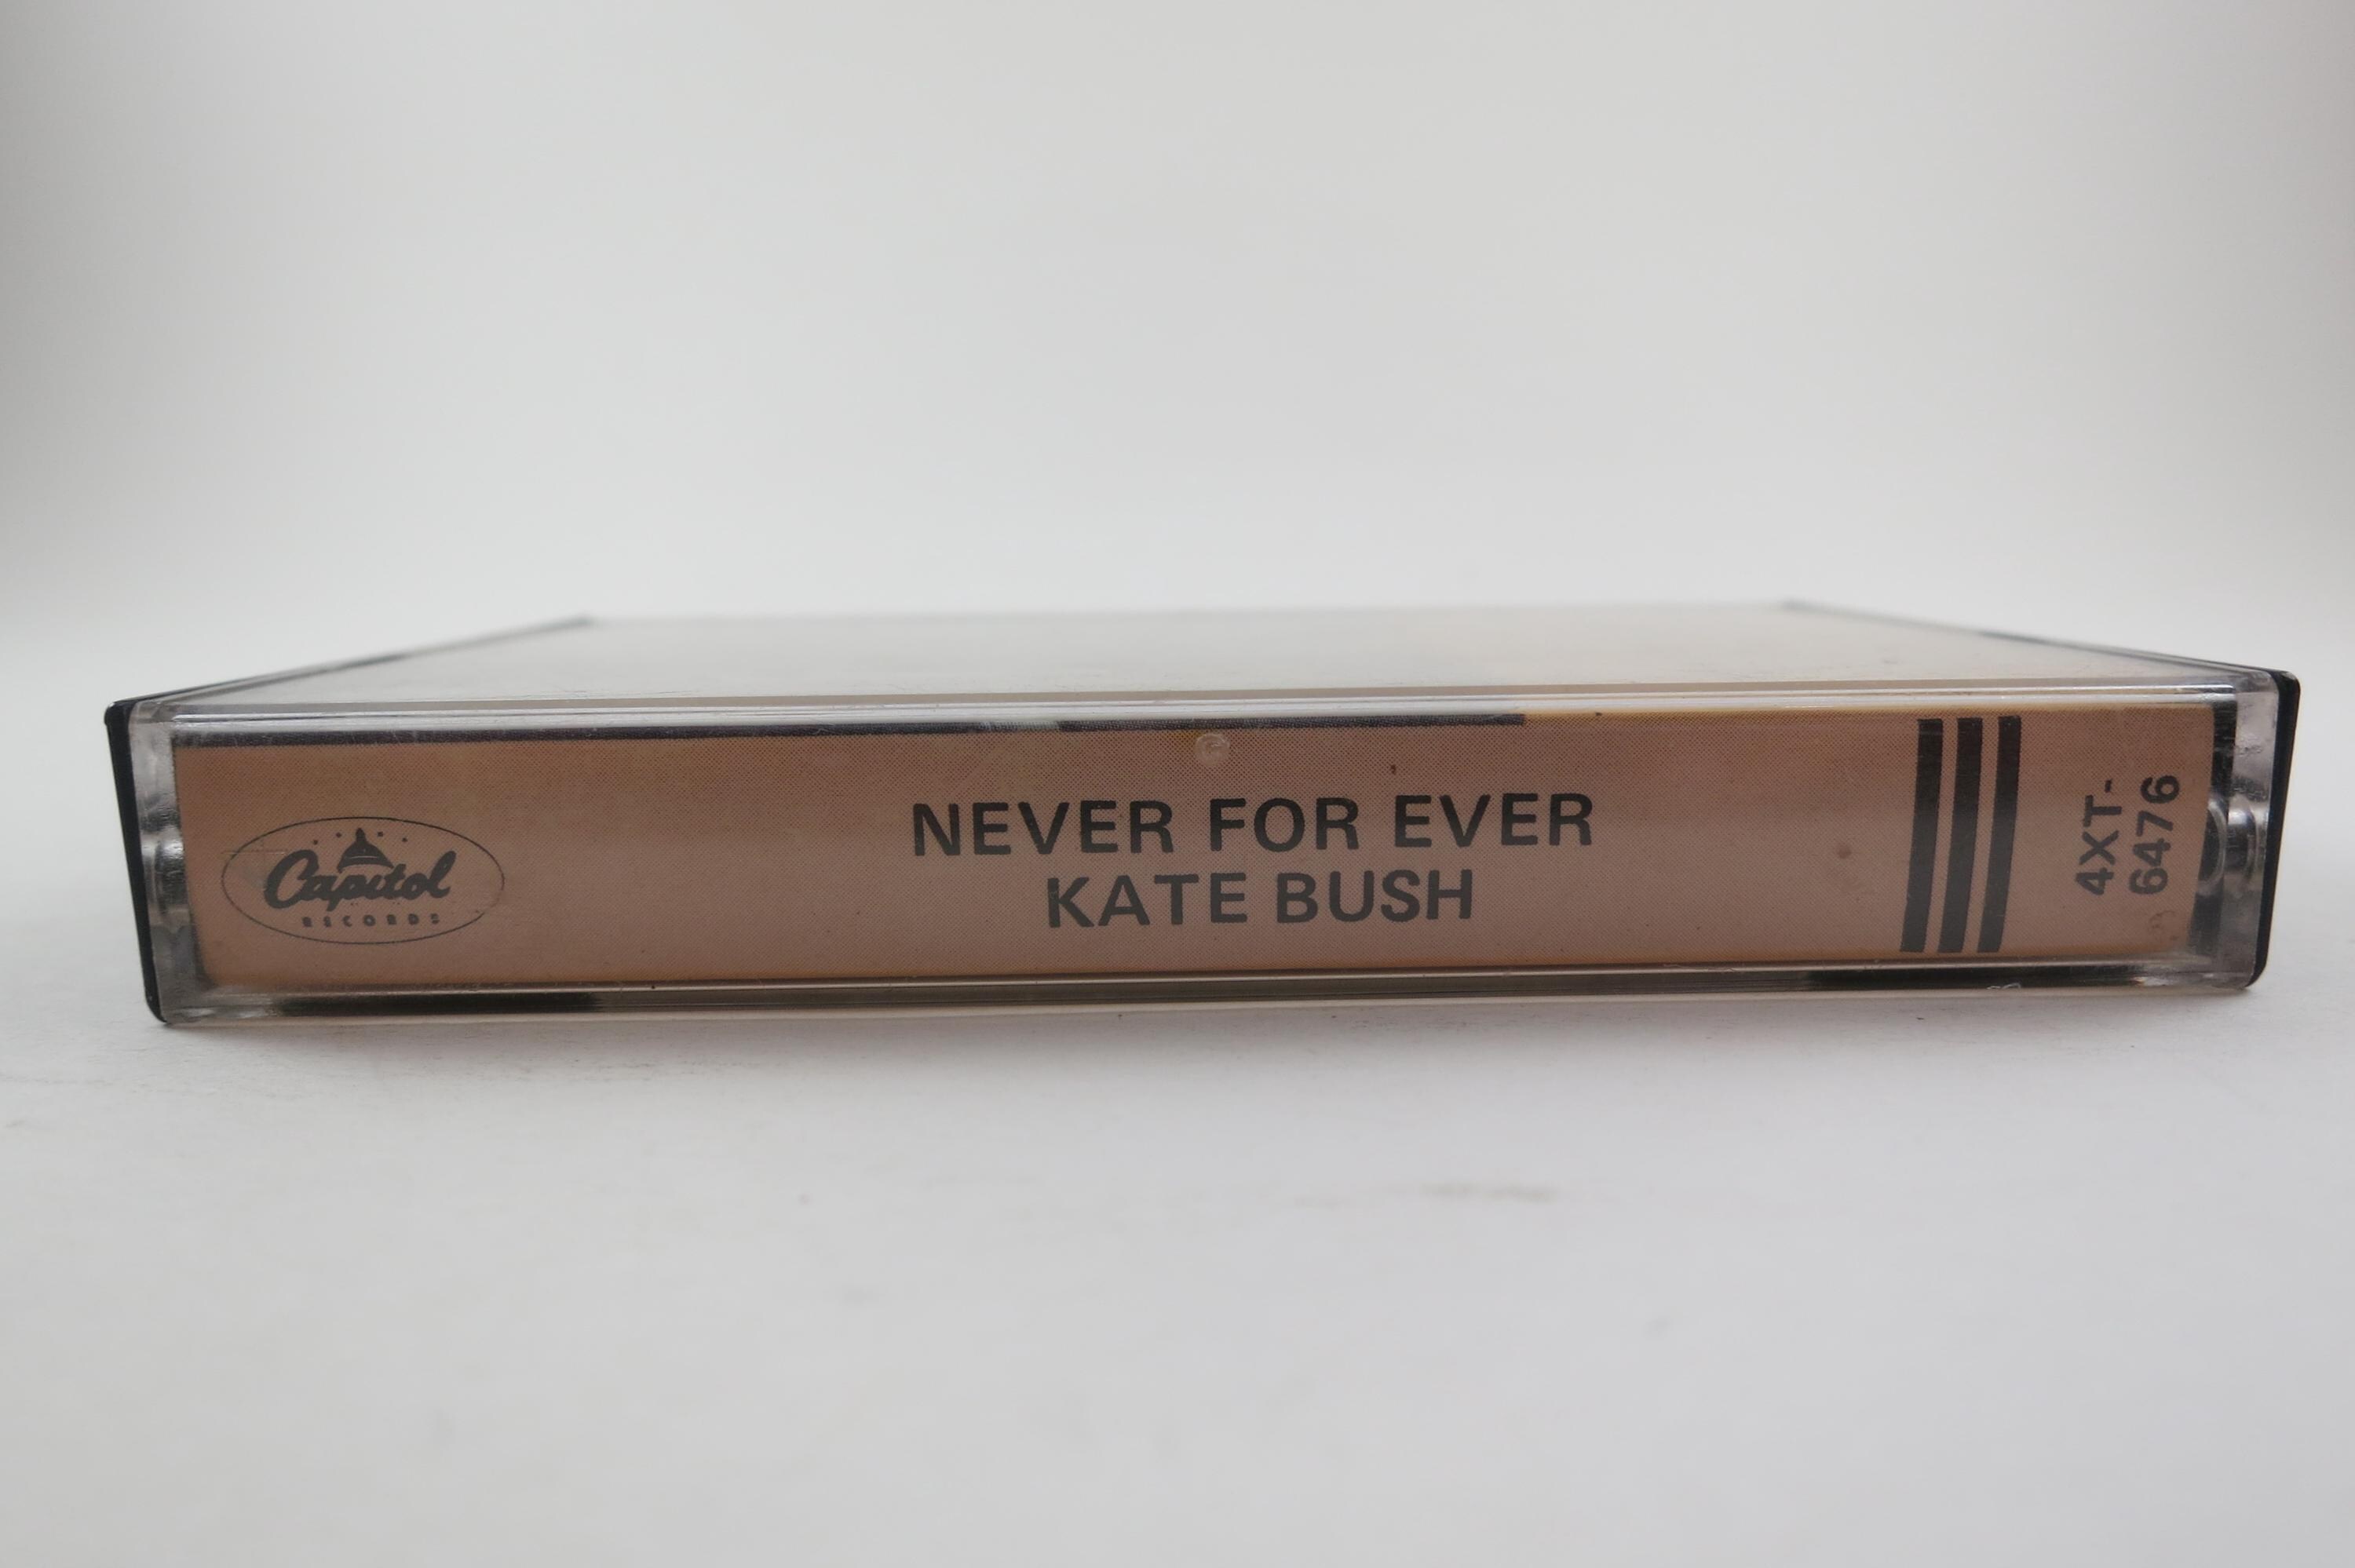 Capitol
RECORDS
NEVER FOR EVER
KATE BUSH
4XT-
6476